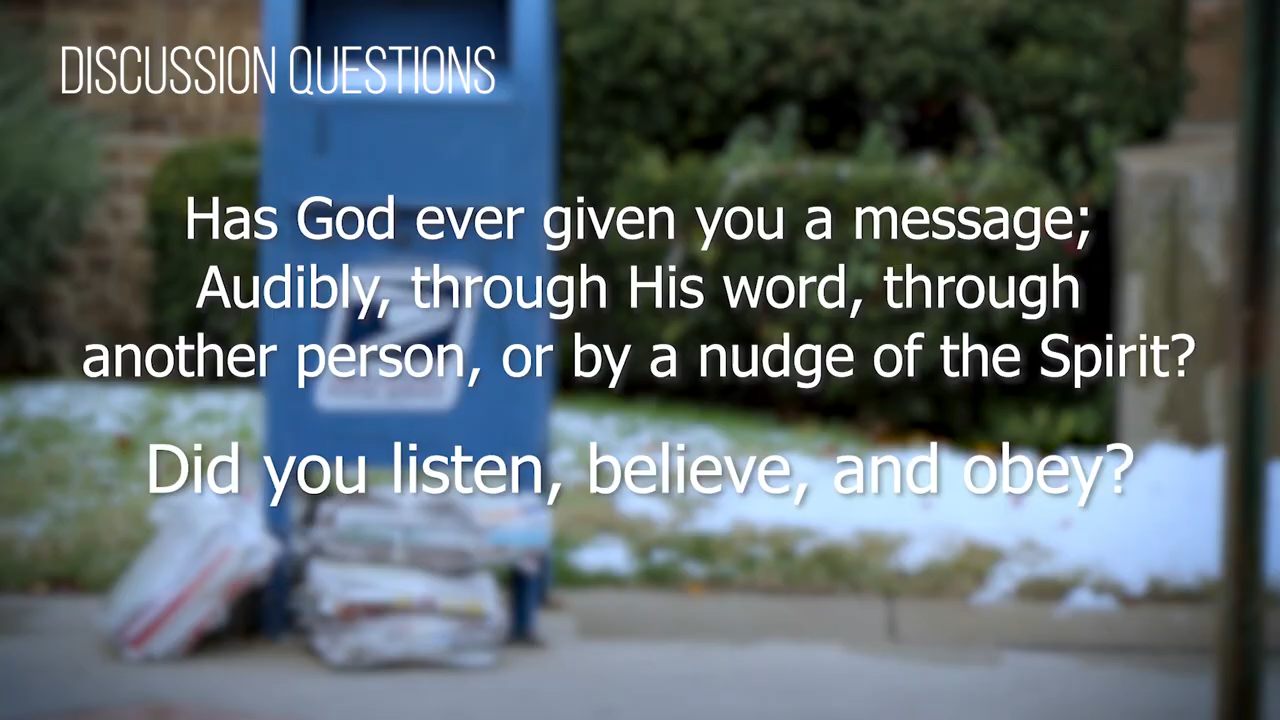 DISCUSSION QUESTIONS
Has God ever given you a message;
Audibly, through His word, through
another person, or by a nudge of the Spirit?
Did you listen, believe, and obey?